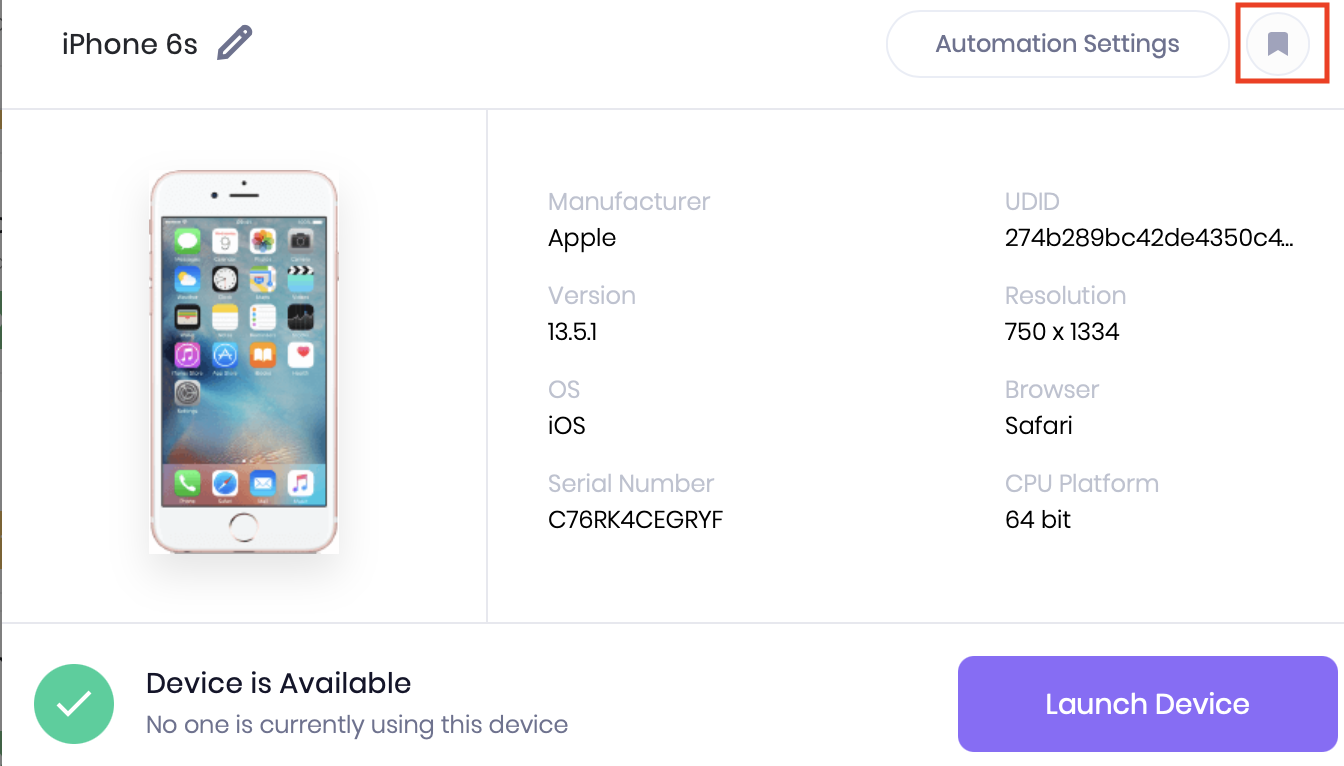 iPhone 6s
Automation Settings
Manufacturer
Apple
UDID
274b289bc42de4350c4...
Version
13.5.1
Resolution
750 x 1334
OS
iOS
Browser
Safari
Serial Number
C76RK4CEGRYF
CPU Platform
64 bit
9
Device is Available
No one is currently using this device
Launch Device